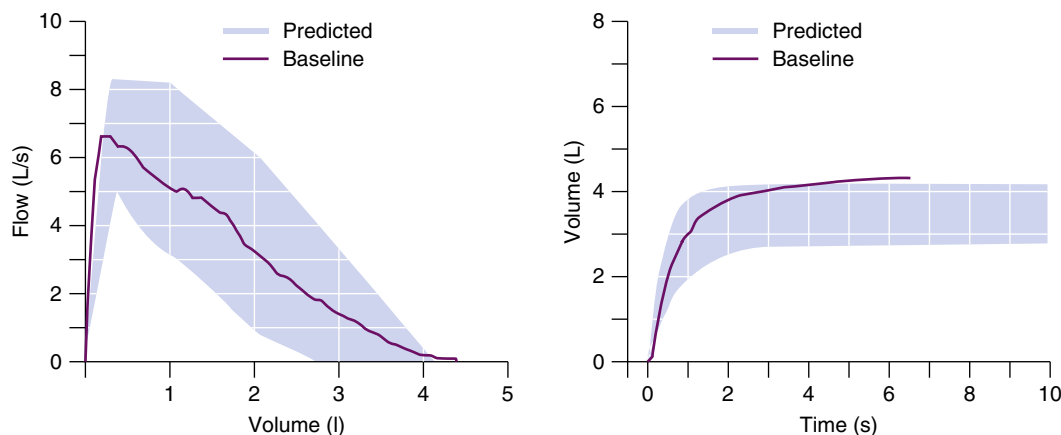 10
8
6
4
2
0
Flow (L/s)
Predicted
Baseline
1 2 3 4 5
Volume (l)
8
6
4
2
0
Volume (L)
Predicted
Baseline
0 2 4 6 8 10
Time (s)